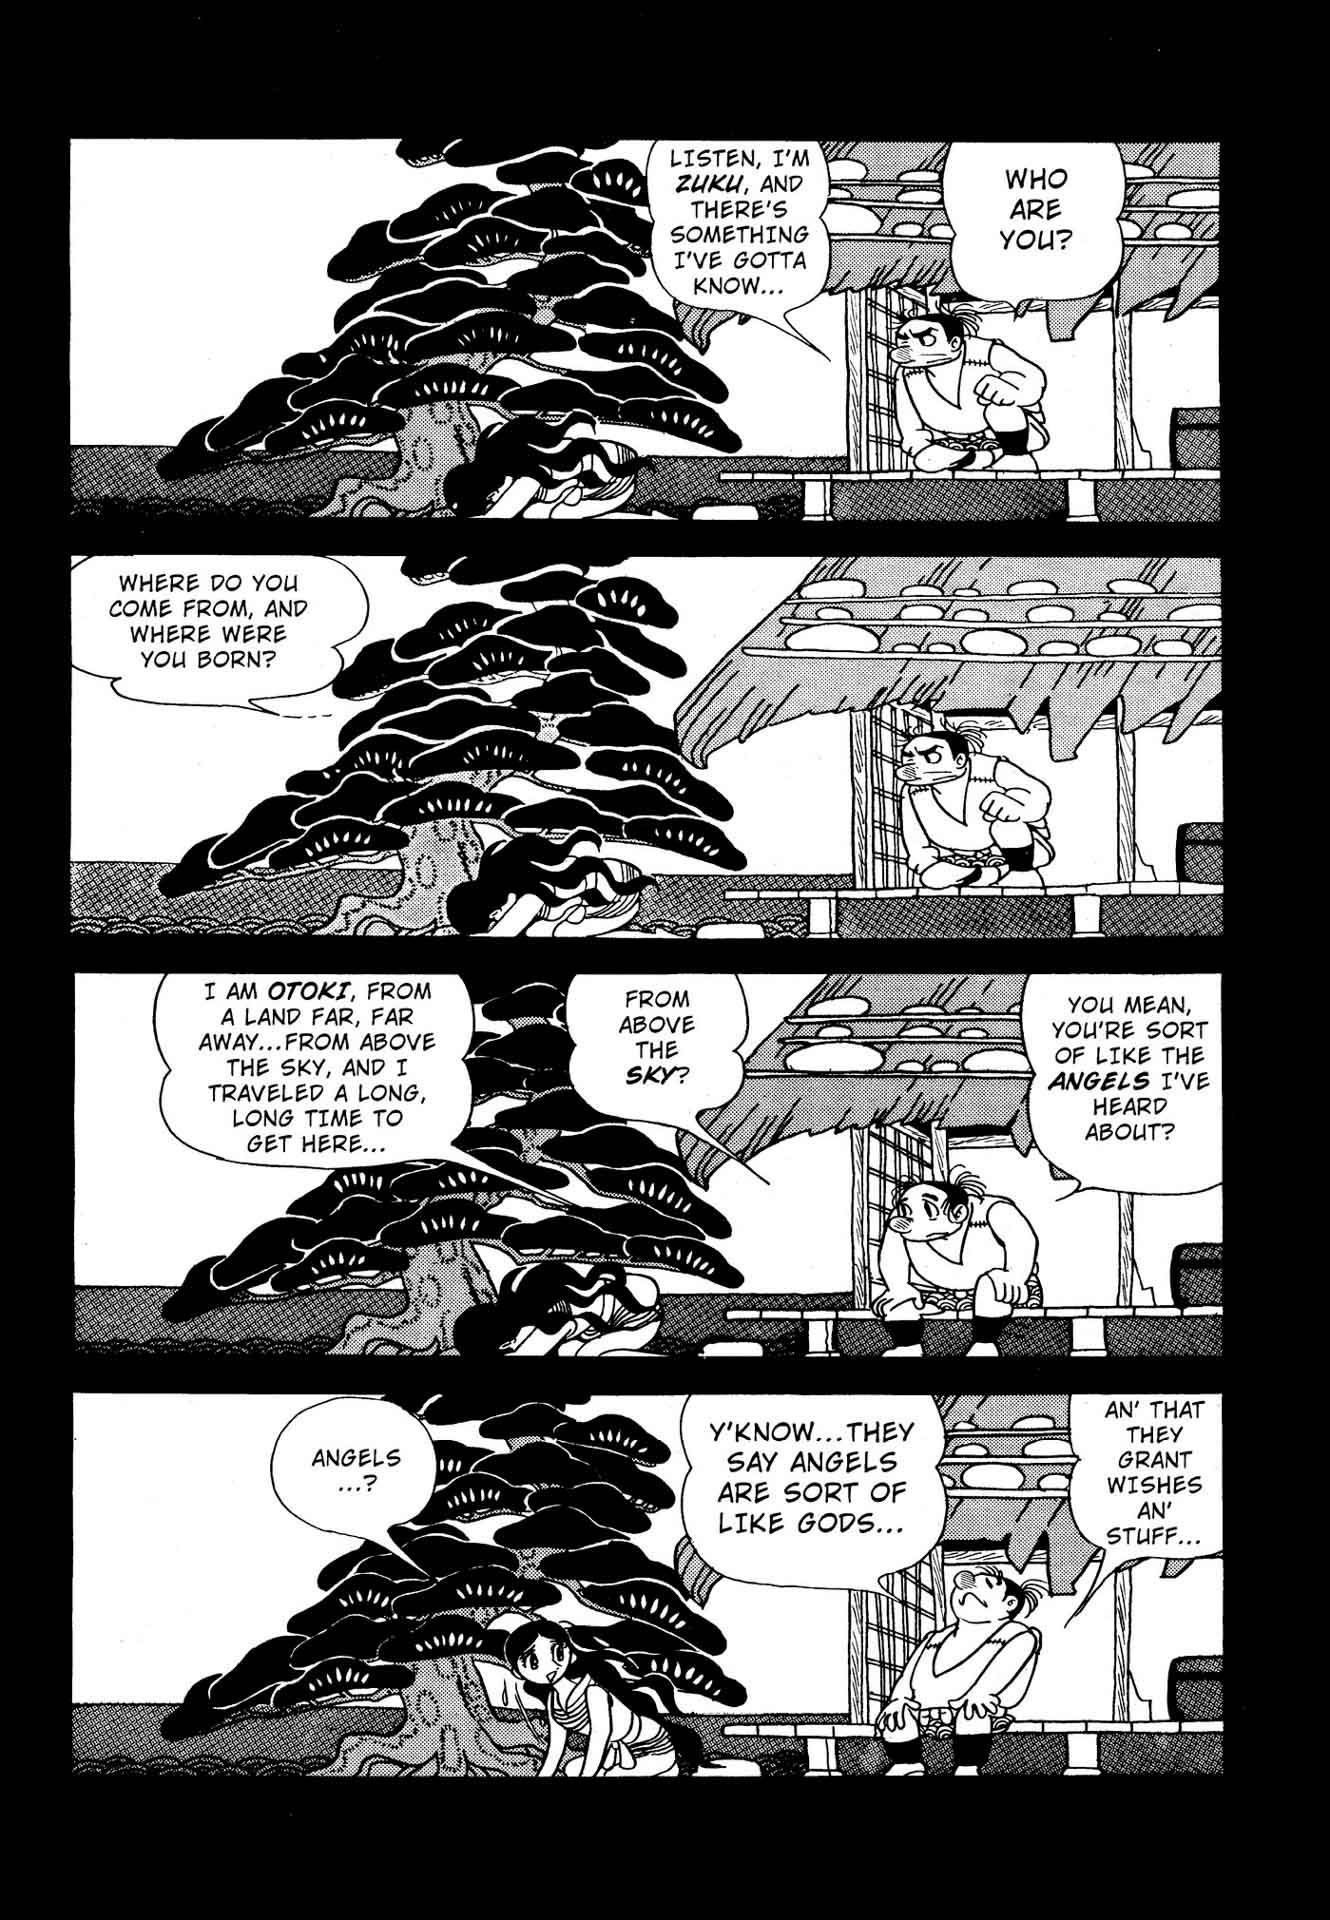 LISTEN, I'M
ZUKU, AND
THERE'S
SOMETHING
I'VE GOTTA
KNOW...
WHO
ARE
YOU?
WHERE DO YOU
COME FROM, AND
WHERE WERE
YOU BORN?
I AM OTOKI, FROM
A LAND FAR, FAR
AWAY...FROM ABOVE
THE SKY, AND I
TRAVELED A LONG,
LONG TIME TO
GET HERE...
FROM
ABOVE
THE
SKY?
YOU MEAN,
YOU'RE SORT
OF LIKE THE
ANGELS I'VE
HEARD
ABOUT?
ANGELS
...?
Y'KNOW...THEY
SAY ANGELS
ARE SORT OF
LIKE GODS...
AN' THAT
THEY
GRANT
WISHES
AN'
STUFF...